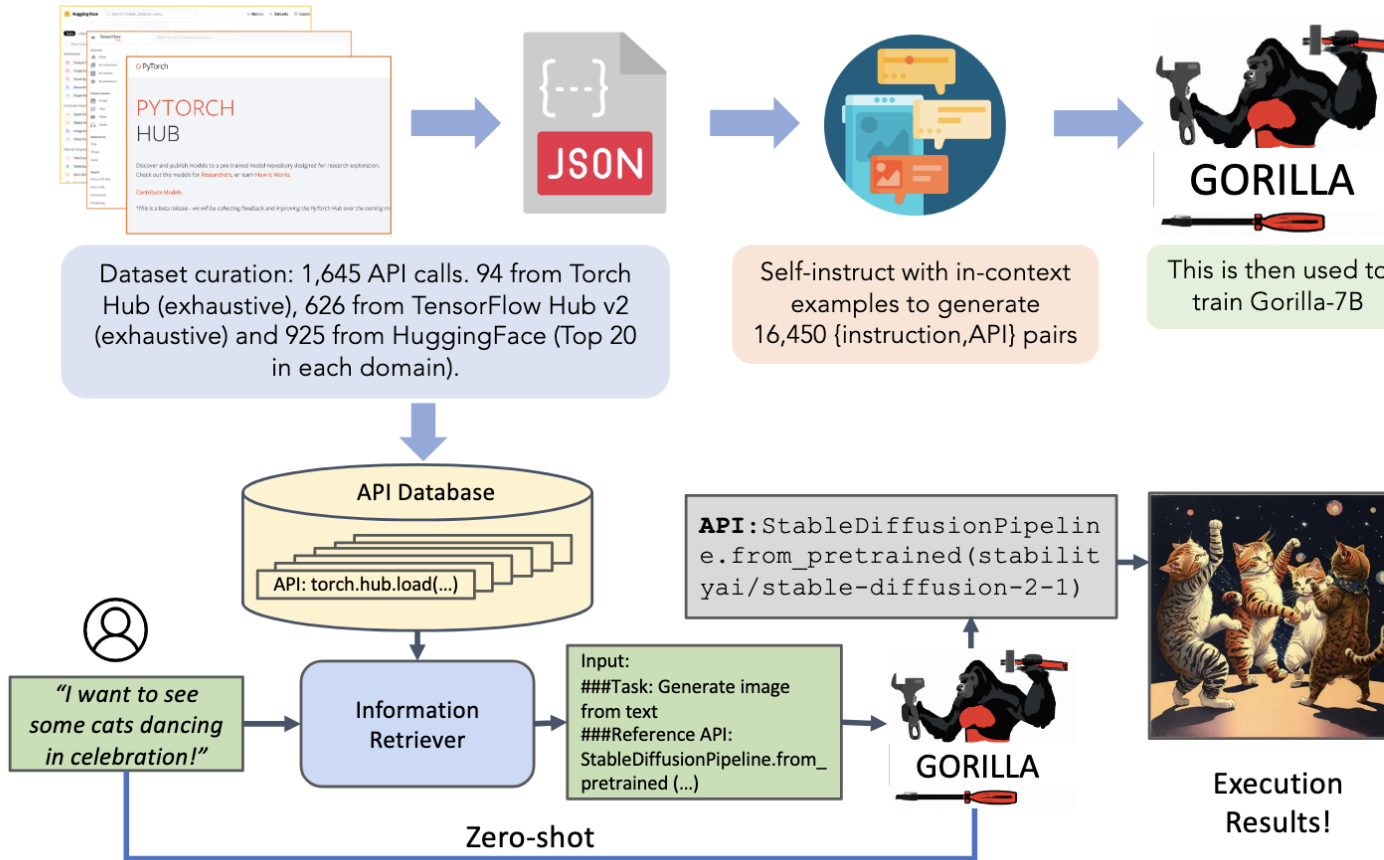 Hugging Face
TensorFlow
PyTorch
PYTORCH
HUB
Discover and publish models to a pre-trained model repository designed for research exploration.
Check out the models for Researchers, or learn How It Works.
Contribute Models
*This is a beta release - we will be collecting feedback and improving the PyTorch Hub over the coming m
{---}
JSON
GORILLA
Dataset curation: 1,645 API calls. 94 from Torch
Hub (exhaustive), 626 from TensorFlow Hub v2
(exhaustive) and 925 from HuggingFace (Top 20
in each domain).
Self-instruct with in-context
examples to generate
16,450 {instruction,API} pairs
This is then used to
train Gorilla-7B
API Database
API: torch.hub.load(...)
"I want to see
some cats dancing
in celebration!"
Information
Retriever
Input:
###Task: Generate image
from text
###Reference API:
StableDiffusionPipeline.from_
pretrained (...)
API:StableDiffusionPipelin
e.from_pretrained(stabilit
yai/stable-diffusion-2-1)
GORILLA
Execution
Results!
Zero-shot